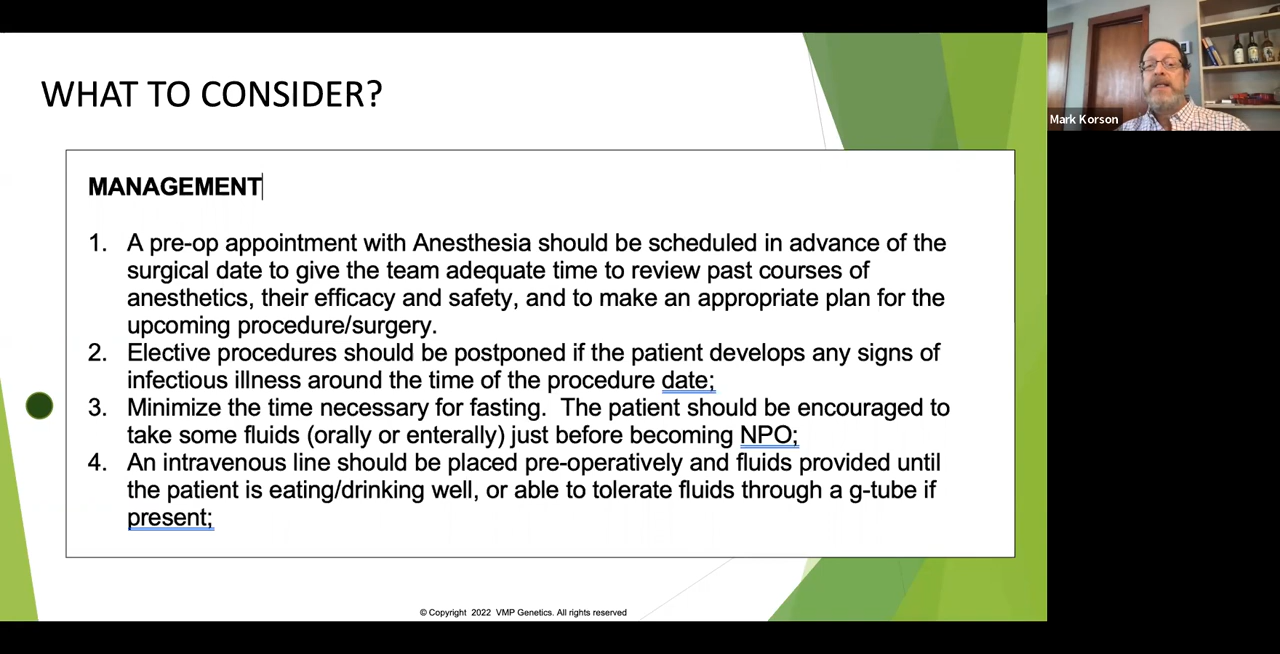 WHAT TO CONSIDER?
Mark Korson
MANAGEMENT
1. A pre-op appointment with Anesthesia should be scheduled in advance of the
surgical date to give the team adequate time to review past courses of
anesthetics, their efficacy and safety, and to make an appropriate plan for the
upcoming procedure/surgery.
2. Elective procedures should be postponed if the patient develops any signs of
infectious illness around the time of the procedure date;
3. Minimize the time necessary for fasting.  The patient should be encouraged to
take some fluids (orally or enterally) just before becoming NPO;
4. An intravenous line should be placed pre-operatively and fluids provided until
the patient is eating/drinking well, or able to tolerate fluids through a g-tube if
present;
© Copyright 2022 VMP Genetics. All rights reserved